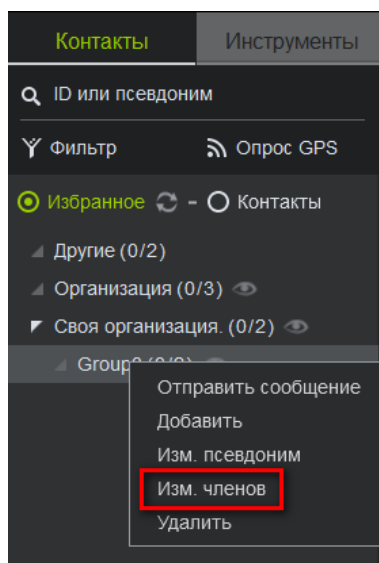 Контакты Инструменты
ID или псевдоним
Фильтр Опрос GPS
Избранное - Контакты
Другие (0/2)
Организация (0/3)
Своя организация. (0/2)
Отправить сообщение
Добавить
Изм. псевдоним
Изм. членов
Удалить